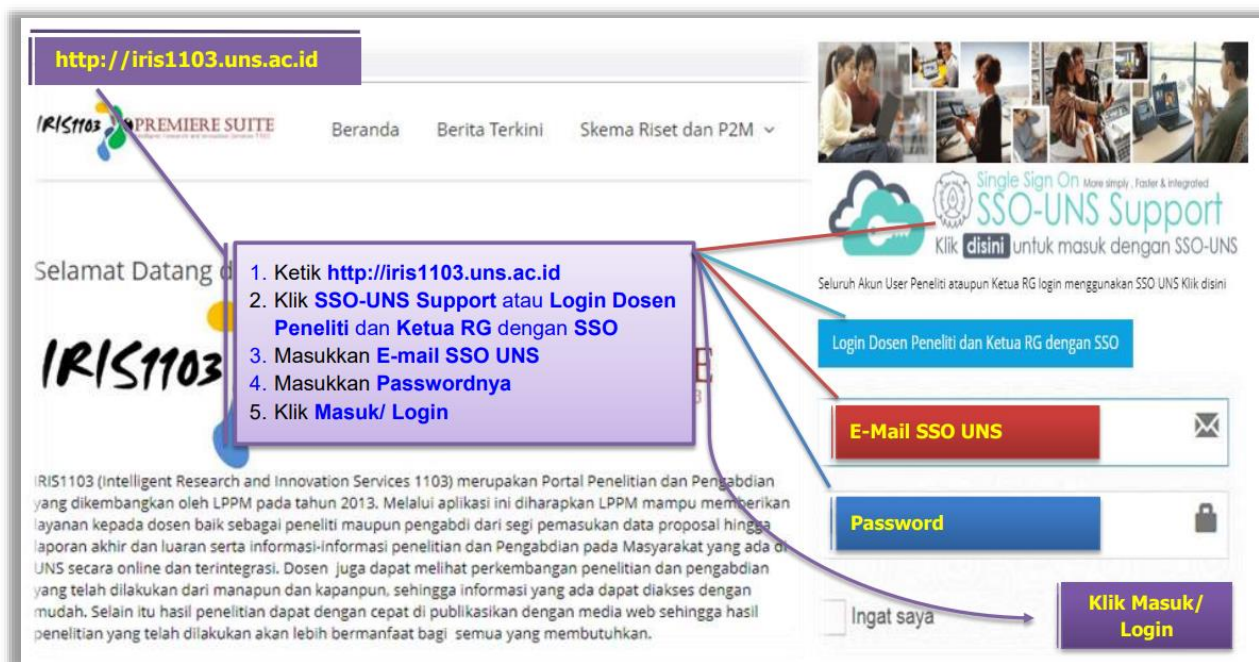 http://iris1103.uns.ac.id
IRIS1103 PREMIERE SUITE
Beranda Berita Terkini Skema Riset dan P2M
Selamat Datang d
IRIS1103
1. Ketik http://iris1103.uns.ac.id
2. Klik SSO-UNS Support atau Login Dosen
Peneliti dan Ketua RG dengan SSO
3. Masukkan E-mail SSO UNS
4. Masukkan Passwordnya
5. Klik Masuk/ Login
E
3
IRIS1103 (Intelligent Research and Innovation Services 1103) merupakan Portal Penelitian dan Pengabdian
yang dikembangkan oleh LPPM pada tahun 2013. Melalui aplikasi ini diharapkan LPPM mampu memberikan
layanan kepada dosen baik sebagai peneliti maupun pengabdi dari segi pemasukan data proposal hingga
laporan akhir dan luaran serta informasi-informasi penelitian dan Pengabdian pada Masyarakat yang ada di
UNS secara online dan terintegrasi. Dosen juga dapat melihat perkembangan penelitian dan pengabdian
yang telah dilakukan dari manapun dan kapanpun, sehingga informasi yang ada dapat diakses dengan
mudah. Selain itu hasil penelitian dapat dengan cepat di publikasikan dengan media web sehingga hasil
penelitian yang telah dilakukan akan lebih bermanfaat bagi semua yang membutuhkan.
Single Sign On More simply , Faster & Integrated
SSO-UNS Support
Klik disini untuk masuk dengan SSO-UNS
Seluruh Akun User Peneliti ataupun Ketua RG login menggunakan SSO UNS Klik disini
Login Dosen Peneliti dan Ketua RG dengan SSO
E-Mail SSO UNS
Password
Ingat saya
Klik Masuk/
Login